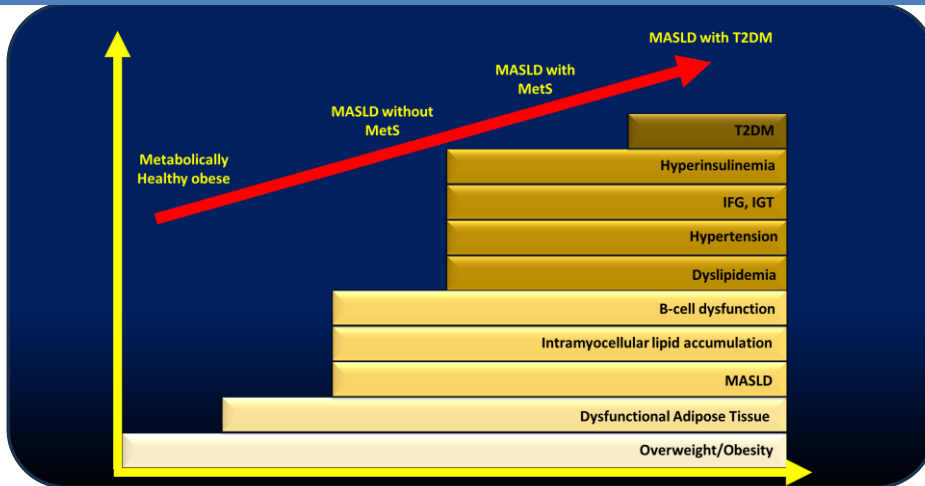 MASLD with T2DM
MASLD with
MetS
MASLD without
MetS
Metabolically
Healthy obese
T2DM
Hyperinsulinemia
IFG, IGT
Hypertension
Dyslipidemia
B-cell dysfunction
Intramyocellular lipid accumulation
MASLD
Dysfunctional Adipose Tissue
Overweight/Obesity